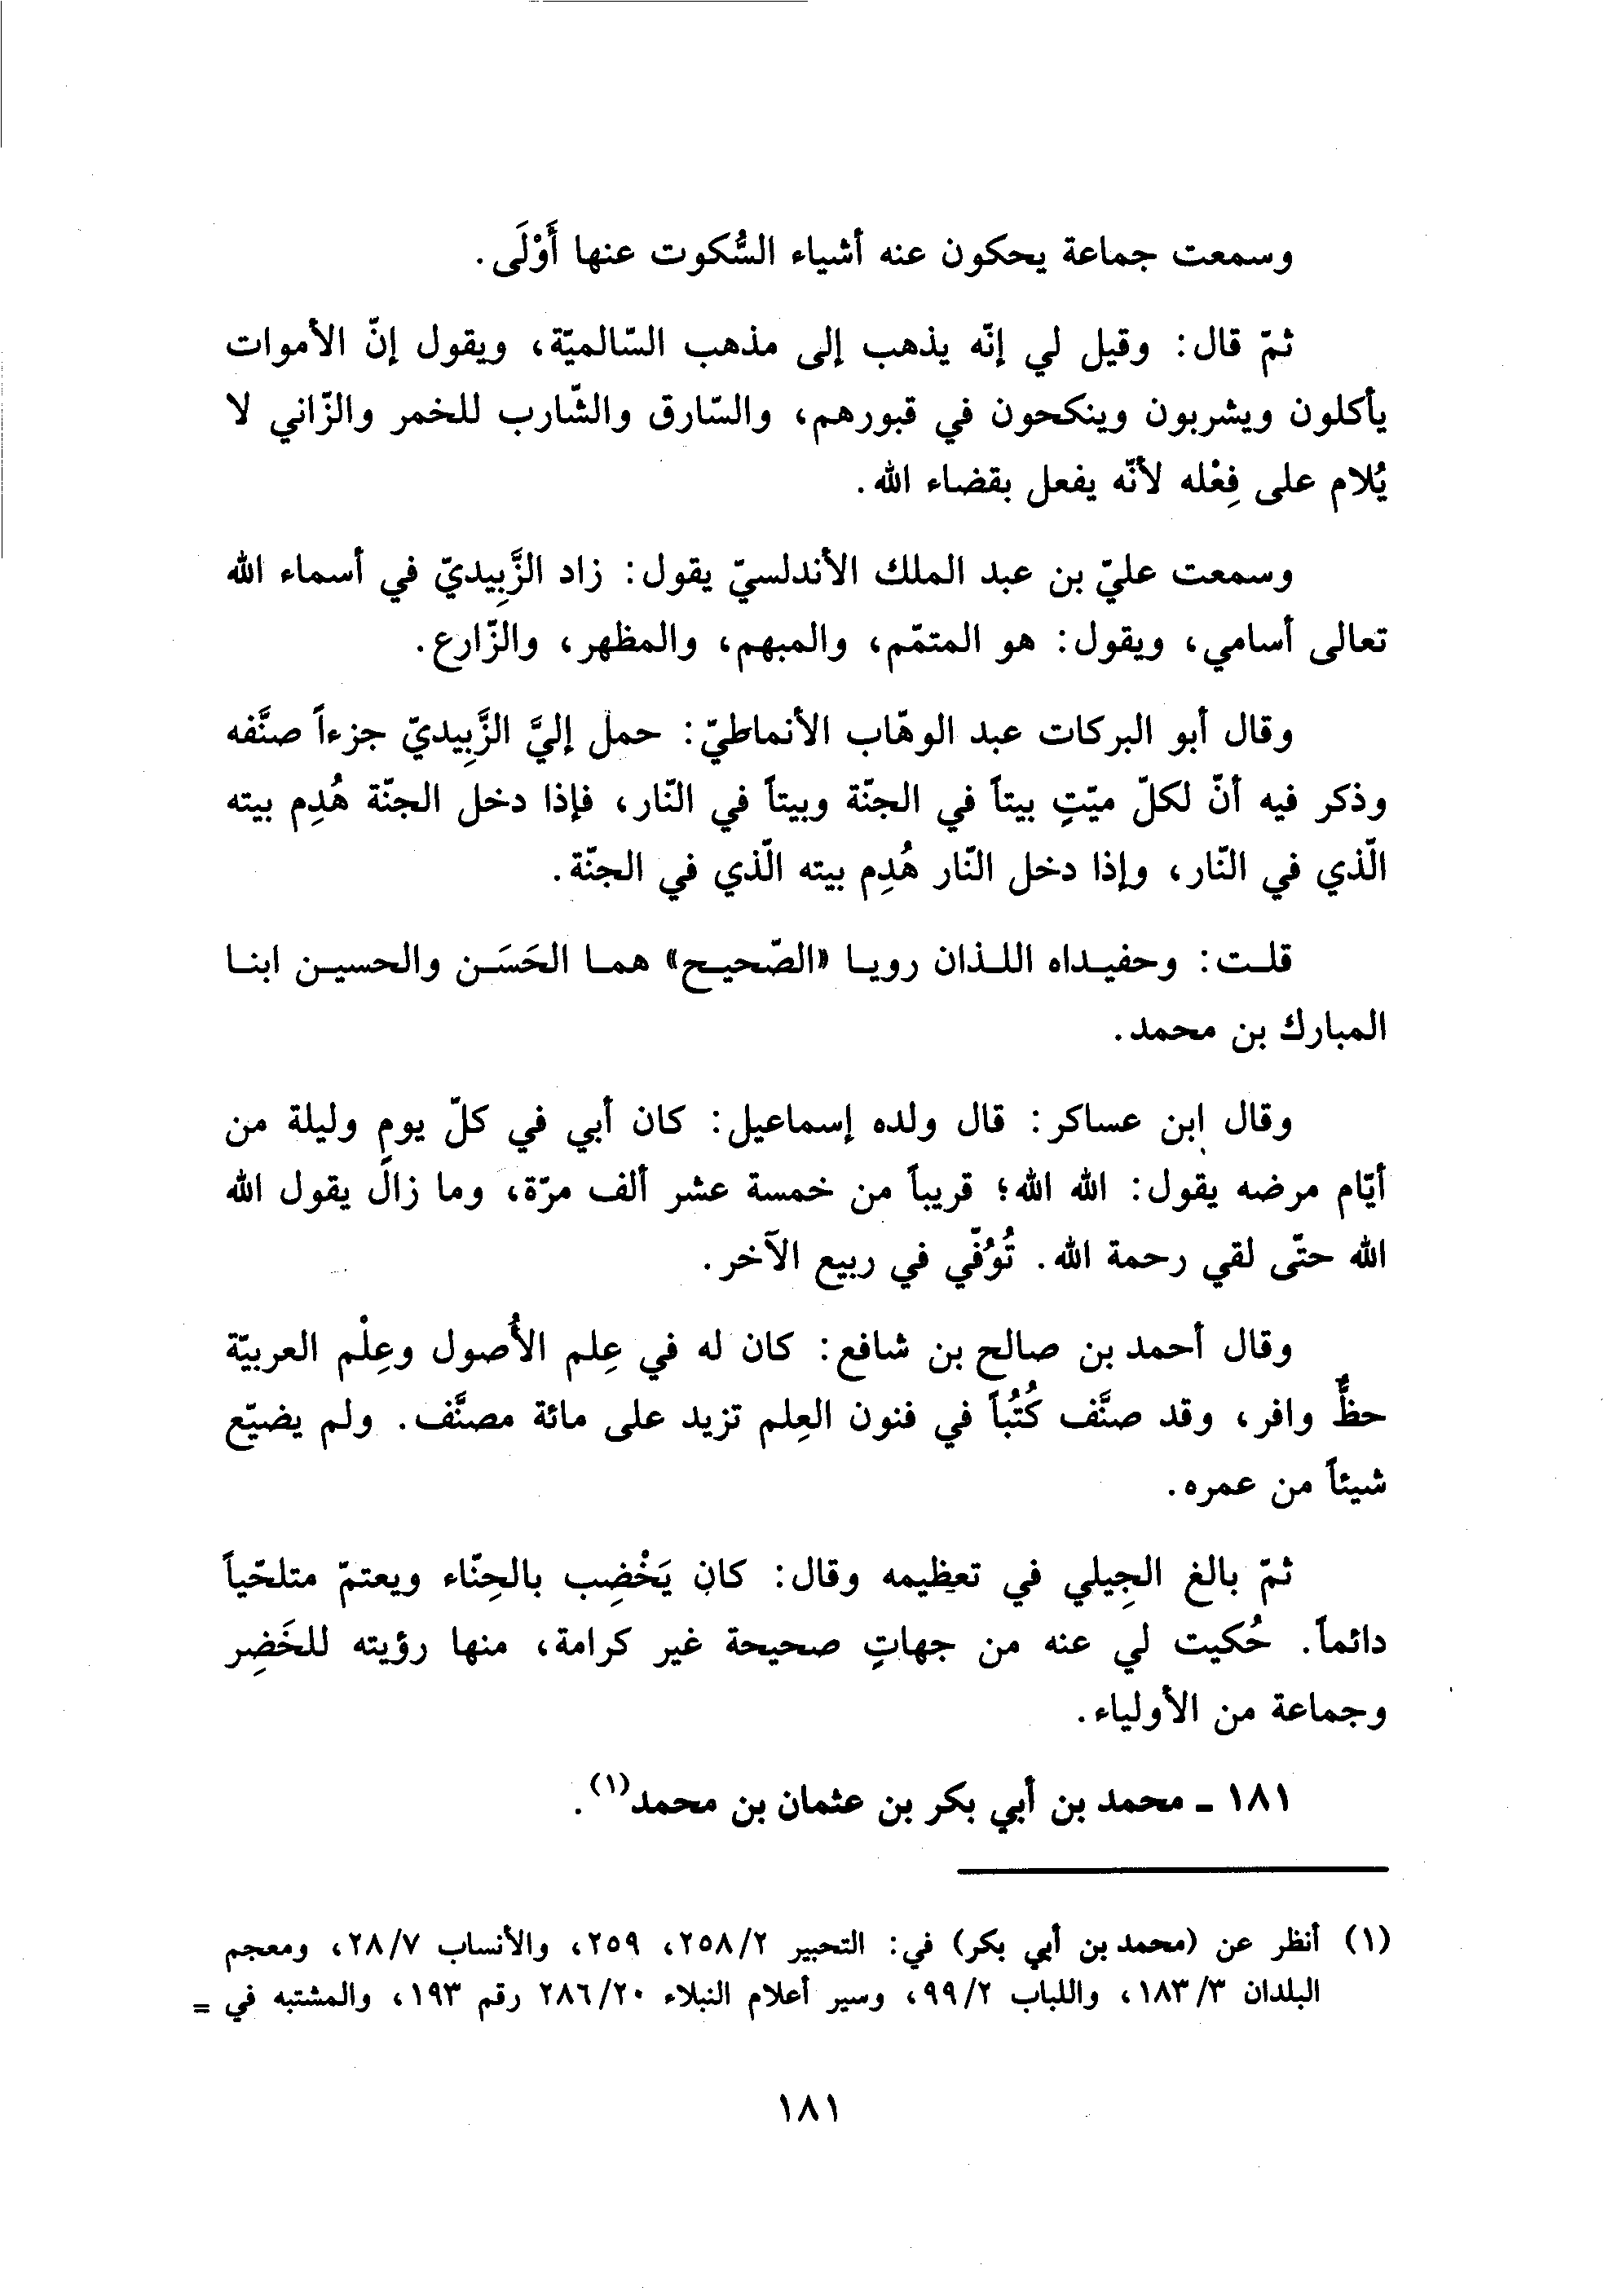 وسمعت جماعة يحكون عنه أشياء السُّكوت عنها أَوْلَى.
ثمّ قال: وقيل لي إنّه يذهب إلى مذهب السّالميّة، ويقول إنّ الأموات
يأكلون ويشربون وينكحون في قبورهم، والسّارق والشّارب للخمر والزّاني لا
يُلام على فِعْله لأنّه يفعل بقضاء الله.
وسمعت عليّ بن عبد الملك الأندلسيّ يقول: زاد الزَّبِيديّ في أسماء الله
تعالى أسامي، ويقول: هو المتمّم، والمبهم، والمظهر، والزّارع.
وقال أبو البركات عبد الوهّاب الأنماطيّ: حمل إليَّ الزَّبِيديّ جزءاً صنَّفه
وذكر فيه أنّ لكلّ ميّتٍ بيتاً في الجنّة وبيتاً في النّار، فإذا دخل الجنّة هُدِم بيته
الّذي في النّار، وإذا دخل النّار هُدِم بيته الّذي في الجنّة.
قلت: وحفيداه اللذان رويا «الصّحيح» هما الحَسَن والحسين ابنا
المبارك بن محمد.
وقال ابن عساكر: قال ولده إسماعيل: كان أبي في كلّ يومٍ وليلة من
أيّام مرضه يقول: الله الله؛ قريباً من خمسة عشر ألف مرّة، وما زال يقول الله
الله حتّى لقي رحمة الله. تُوُفّي في ربيع الآخر.
وقال أحمد بن صالح بن شافع: كان له في عِلم الأُصول وعِلْم العربيّة
حظٌّ وافر، وقد صنَّف كُتُباً في فنون العِلم تزيد على مائة مصنَّف. ولم يضيّع
شيئاً من عمره.
ثمّ بالغ الجِيلي في تعظيمه وقال: كان يَخْضِب بالحِنّاء ويعتمّ متلحّياً
دائماً. حُكيت لي عنه من جهاتٍ صحيحة غير كرامة، منها رؤيته للخَضِر
وجماعة من الأولياء.
١٨١ ـ محمد بن أبي بكر بن عثمان بن محمد(١).
(١) أنظر عن (محمد بن أبي بكر) في: التحبير ٢/٢٥٨، ٢٥٩، والأنساب ٧/٢٨، ومعجم
البلدان ٣/١٨٣، واللباب ٢/٩٩، وسير أعلام النبلاء ٢٠/٢٨٦ رقم ١٩٣، والمشتبه في =
١٨١